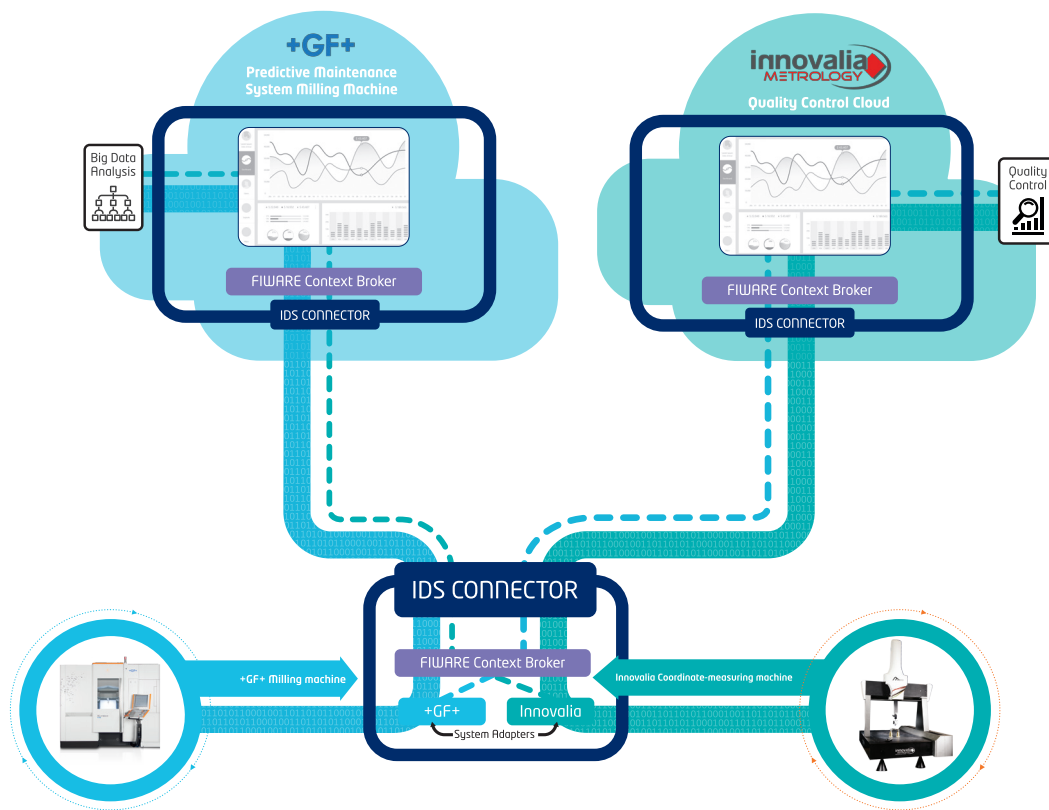 +GF+
Predictive Maintenance
System Milling Machine
innovalia
METROLOGY
Quality Control Cloud
Big Data
Analysis
Quality
Control
FIWARE Context Broker
IDS CONNECTOR
FIWARE Context Broker
IDS CONNECTOR
IDS CONNECTOR
FIWARE Context Broker
+GF+ Milling machine
Innovalia Coordinate-measuring machine
+GF+
Innovalia
System Adapters
innovalia